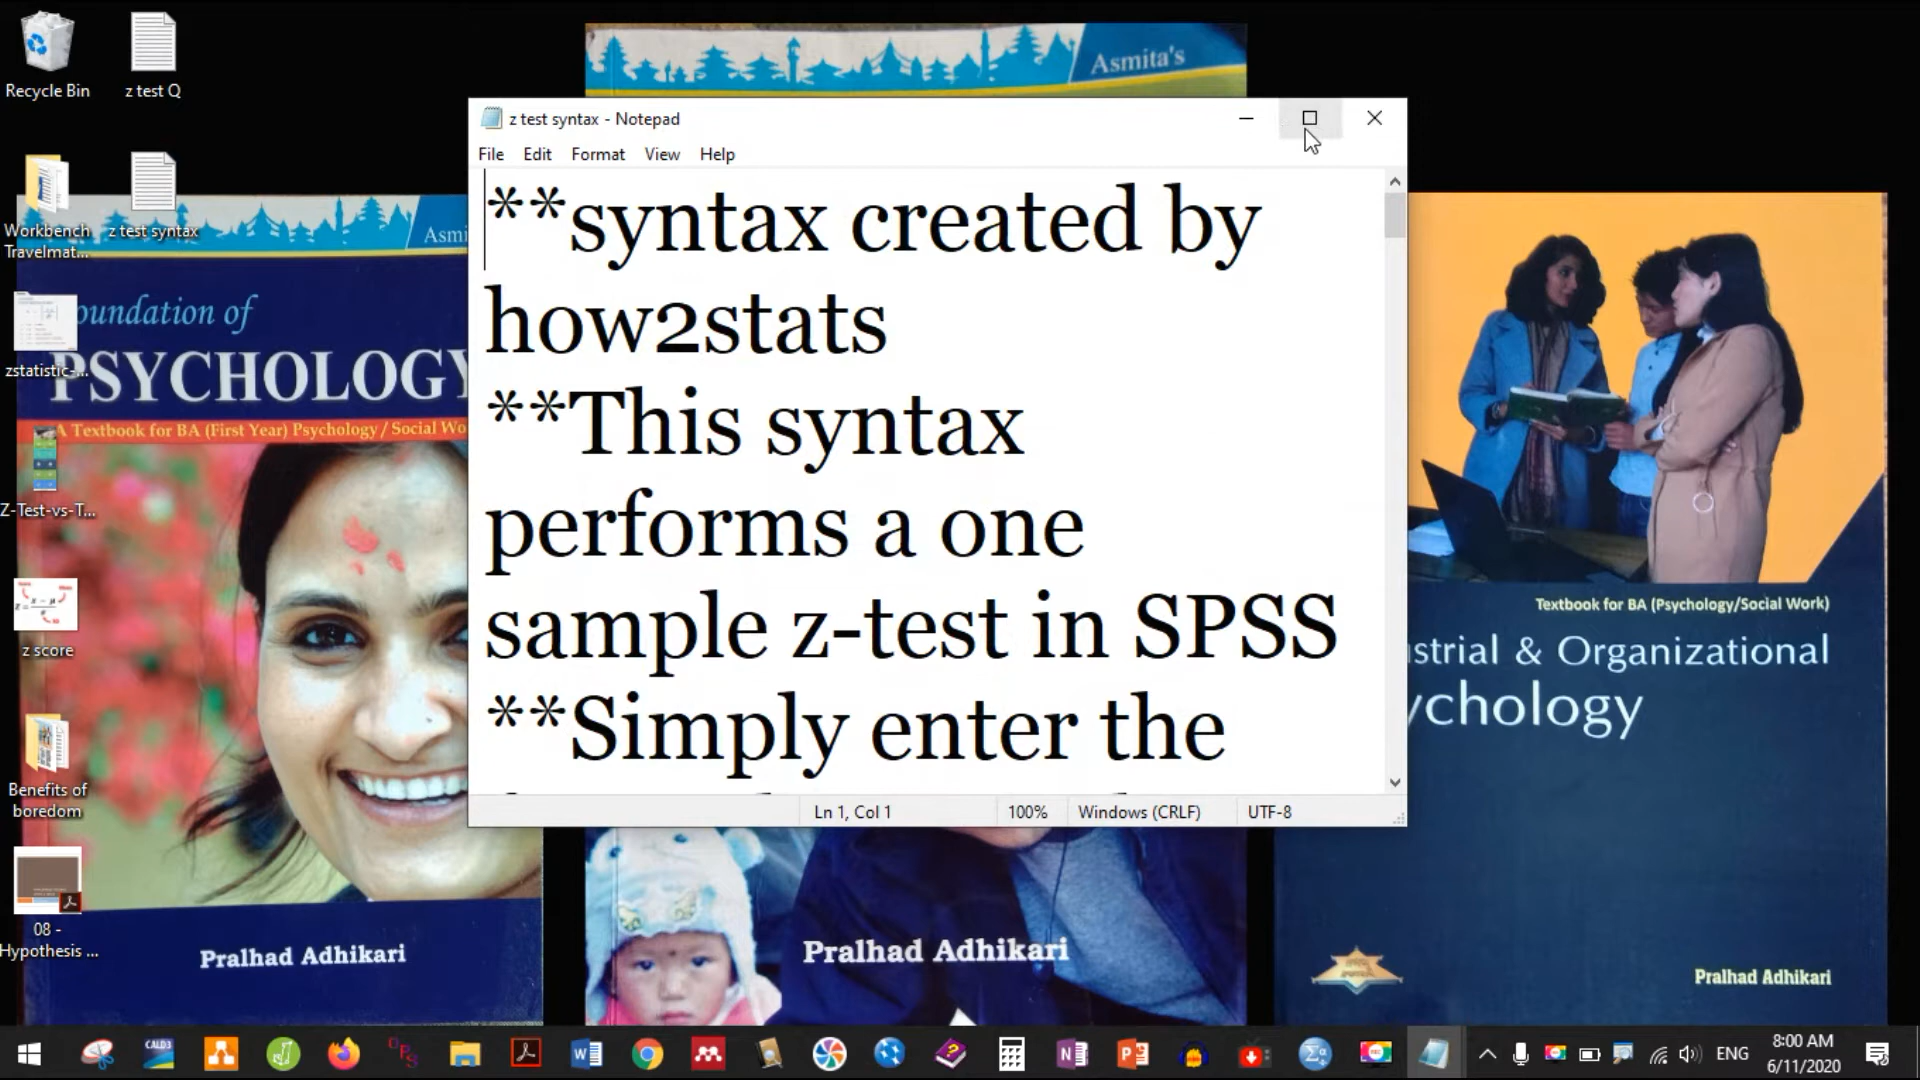 Recycle Bin
z test Q
Workbench
Travelmat...
z test syntax
zstatistic-...
Z-Test-vs-T...
z score
Benefits of
boredom
08 -
Hypothesis ...
Asmita's
z test syntax - Notepad
File Edit Format View Help
**syntax created by
how2stats
**This syntax
performs a one
sample z-test in SPSS
**Simply enter the
Ln 1, Col 1
100%
Windows (CRLF)
UTF-8
Asmi
oundation of
PSYCHOLOGY
A Textbook for BA (First Year) Psychology / Social Wo
Pralhad Adhikari
Pralhad Adhikari
Textbook for BA (Psychology/Social Work)
strial & Organizational
ychology
Pralhad Adhikari
CALD3
ENG
8:00 AM
6/11/2020